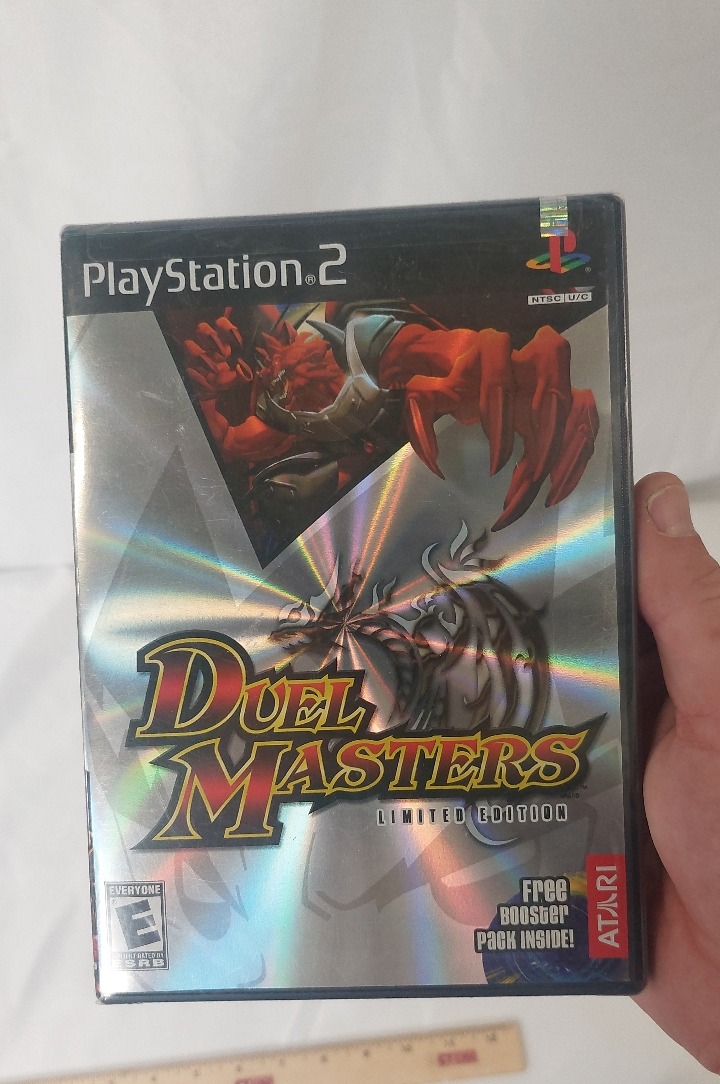 PlayStation®2
NTSC U/C
DUEL
MASTERS
LIMITED EDITION
EVERYONE
E
CONTENT RATED BY
ESRB
FREE
BOOSTER
PACK INSIDE!
ATARI